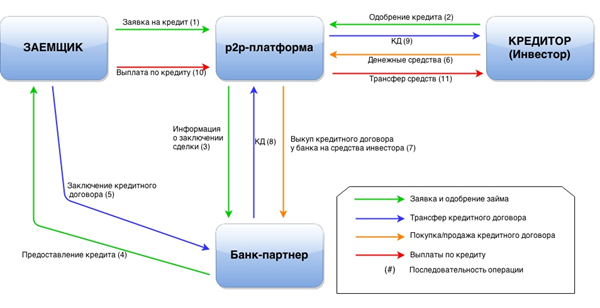 Заявка на кредит (1)
Одобрение кредита (2)
ЗАЕМЩИК
p2p-платформа
КД (9)
КРЕДИТОР
(Инвестор)
Денежные средства (6)
Выплата по кредиту (10)
Трансфер средств (11)
Информация
о заключении
сделки (3)
КД (8)
Выкуп кредитного договора
у банка на средства инвестора (7)
Заключение кредитного
договора (5)
Предоставление кредита (4)
Банк-партнер
Заявка и одобрение займа
Трансфер кредитного договора
Покупка/продажа кредитного договора
Выплаты по кредиту
(#) Последовательность операции